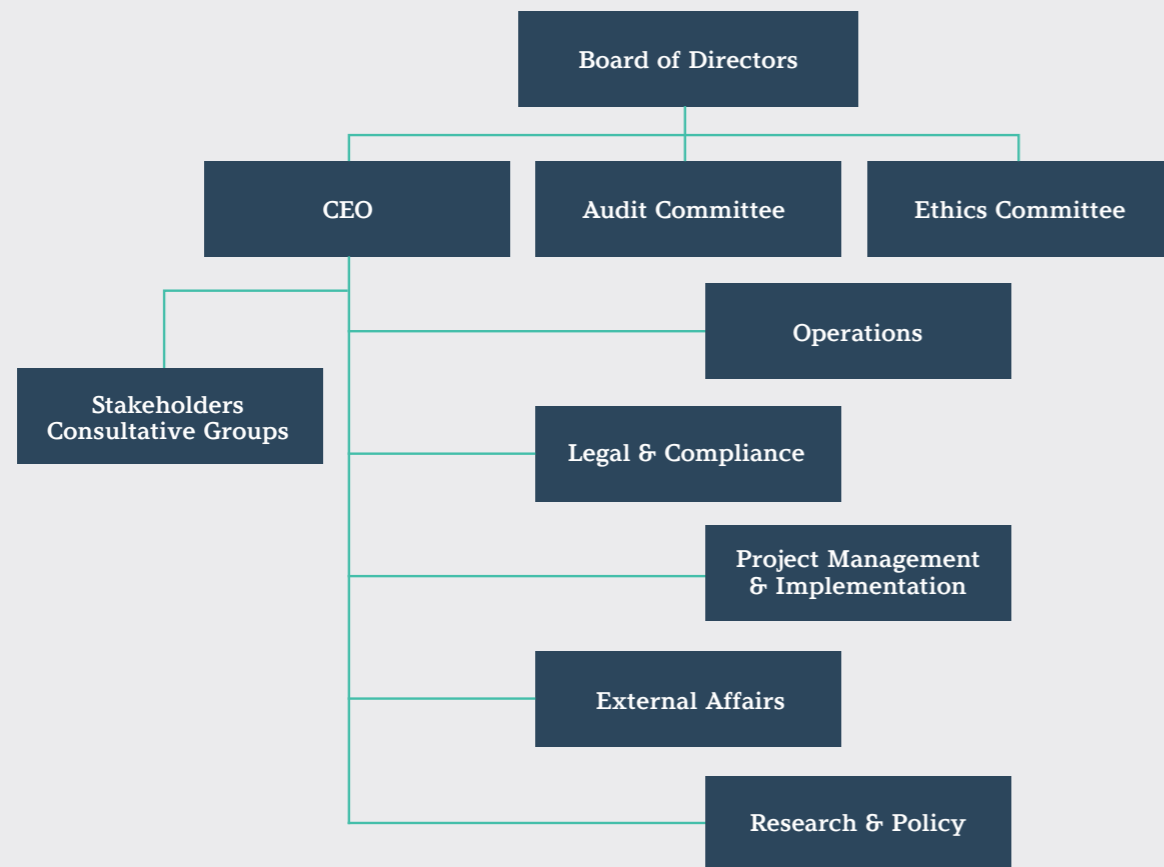 Board of Directors
CEO
Audit Committee
Ethics Committee
Operations
Stakeholders
Consultative Groups
Legal & Compliance
Project Management
& Implementation
External Affairs
Research & Policy